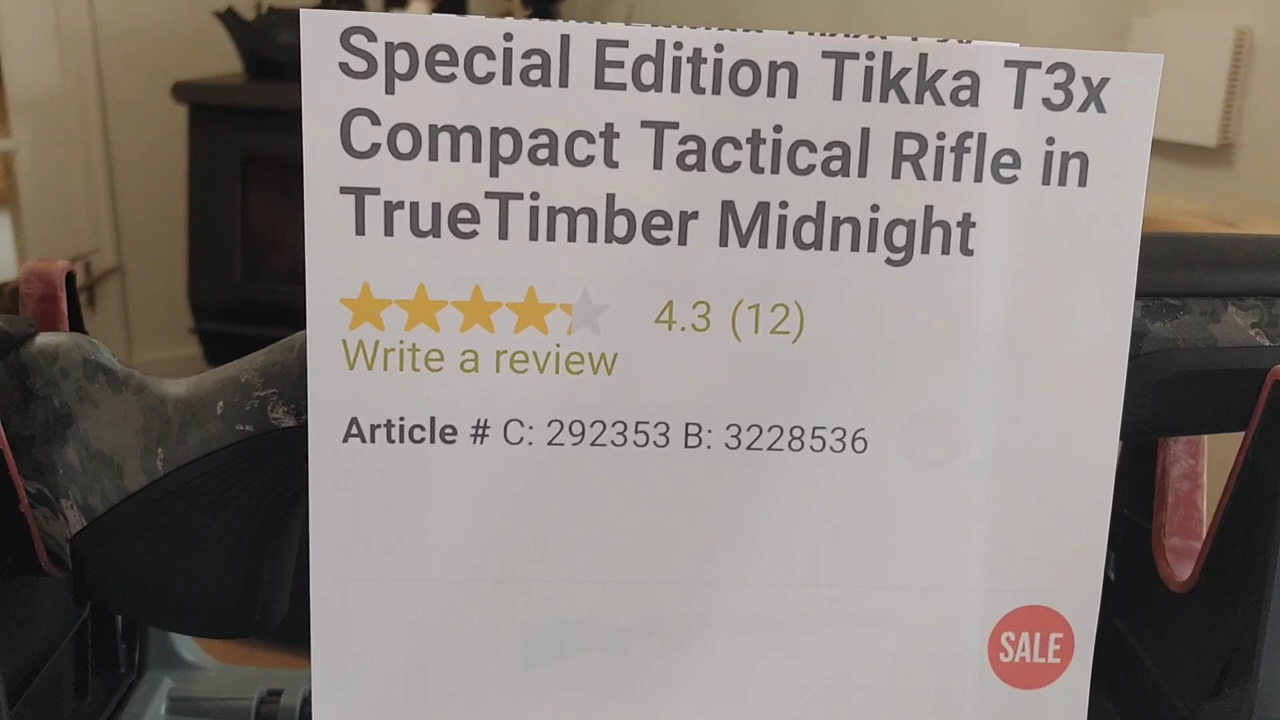 Special Edition Tikka T3x
Compact Tactical Rifle in
TrueTimber Midnight
4.3 (12)
Write a review
Article # C: 292353 B: 3228536
SALE